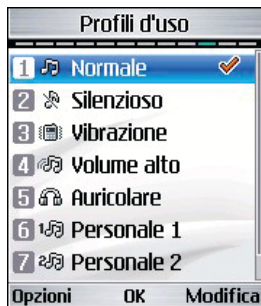 Profili d'uso
1 Normale
2 Silenzioso
3 Vibrazione
4 Volume alto
5 Auricolare
6 Personale 1
7 Personale 2
Opzioni OK Modifica